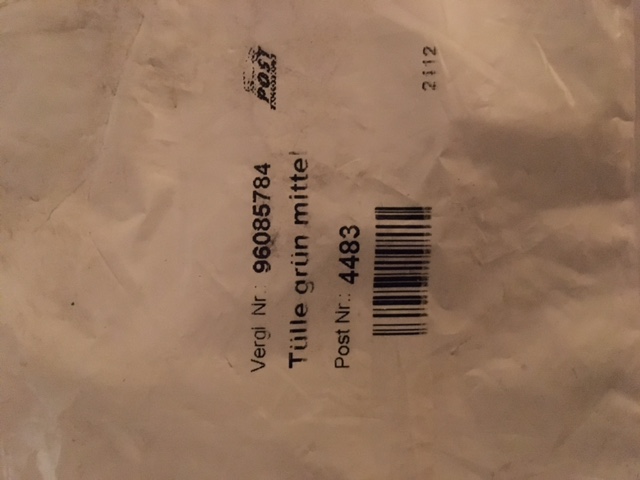 POST
Vergl Nr.: 96085784
Tülle grün mittel
Post Nr.: 4483
2112